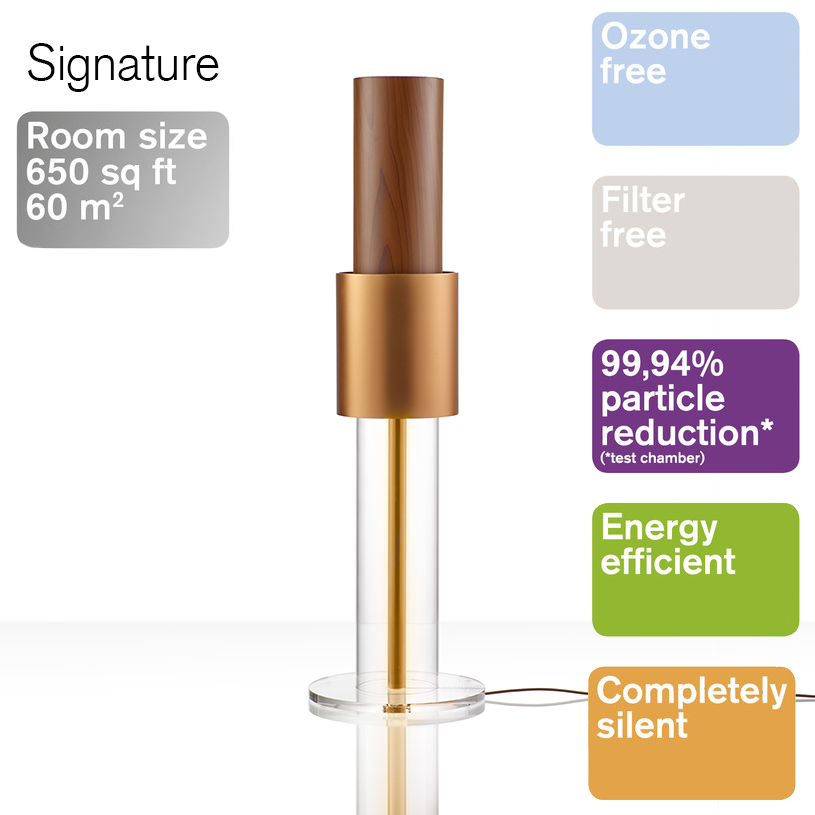 Signature
Room size
650 sq ft
60 m²
Ozone
free
Filter
free
99,94%
particle
reduction*
(*test chamber)
Energy
efficient
Completely
silent